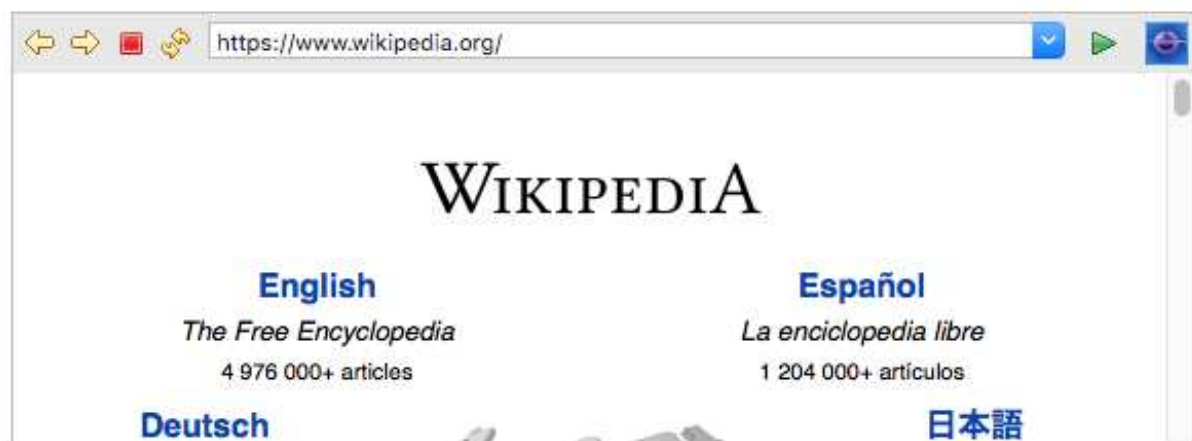 https://www.wikipedia.org/
WIKIPEDIA
English
The Free Encyclopedia
4 976 000+ articles
Español
La enciclopedia libre
1 204 000+ artículos
Deutsch
日本語